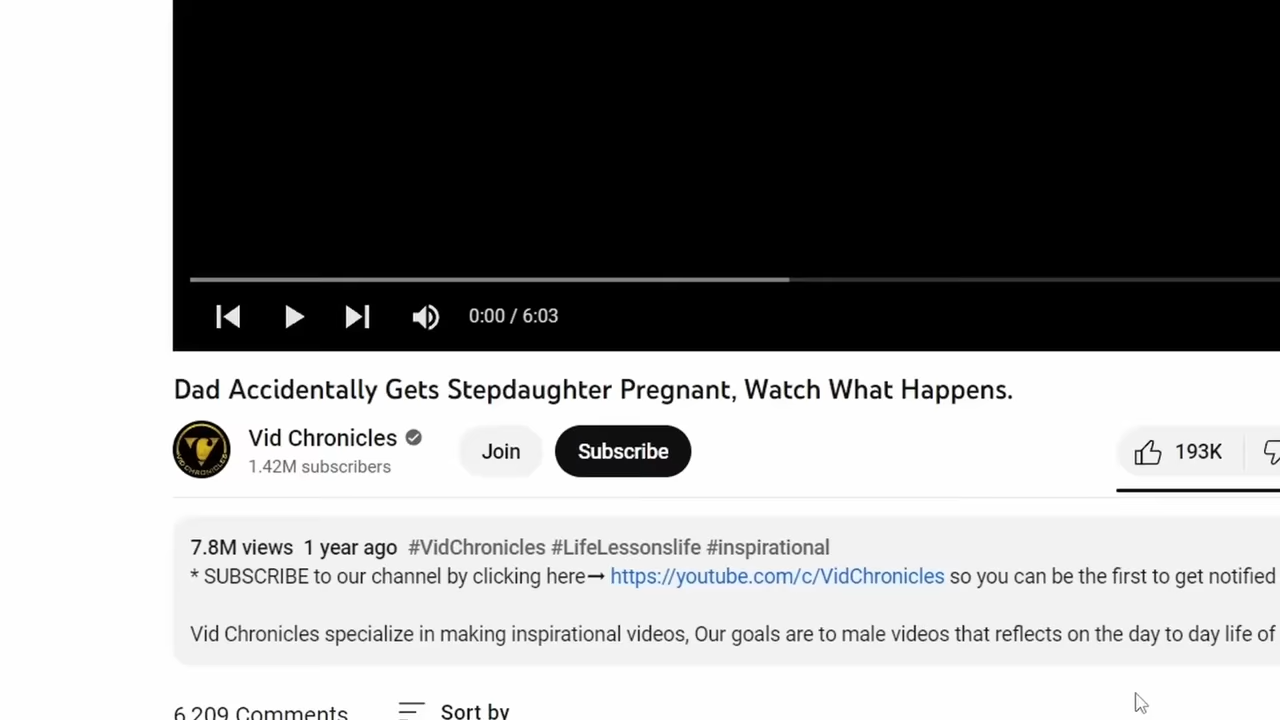 0:00 / 6:03
Dad Accidentally Gets Stepdaughter Pregnant, Watch What Happens.
Vid Chronicles
1.42M subscribers
Join
Subscribe
193K
VID CHRONICLES
7.8M views 1 year ago #VidChronicles #LifeLessonslife #inspirational
* SUBSCRIBE to our channel by clicking here➞ https://youtube.com/c/VidChronicles so you can be the first to get notified
Vid Chronicles specialize in making inspirational videos, Our goals are to male videos that reflects on the day to day life of
6,209 Comments
Sort by